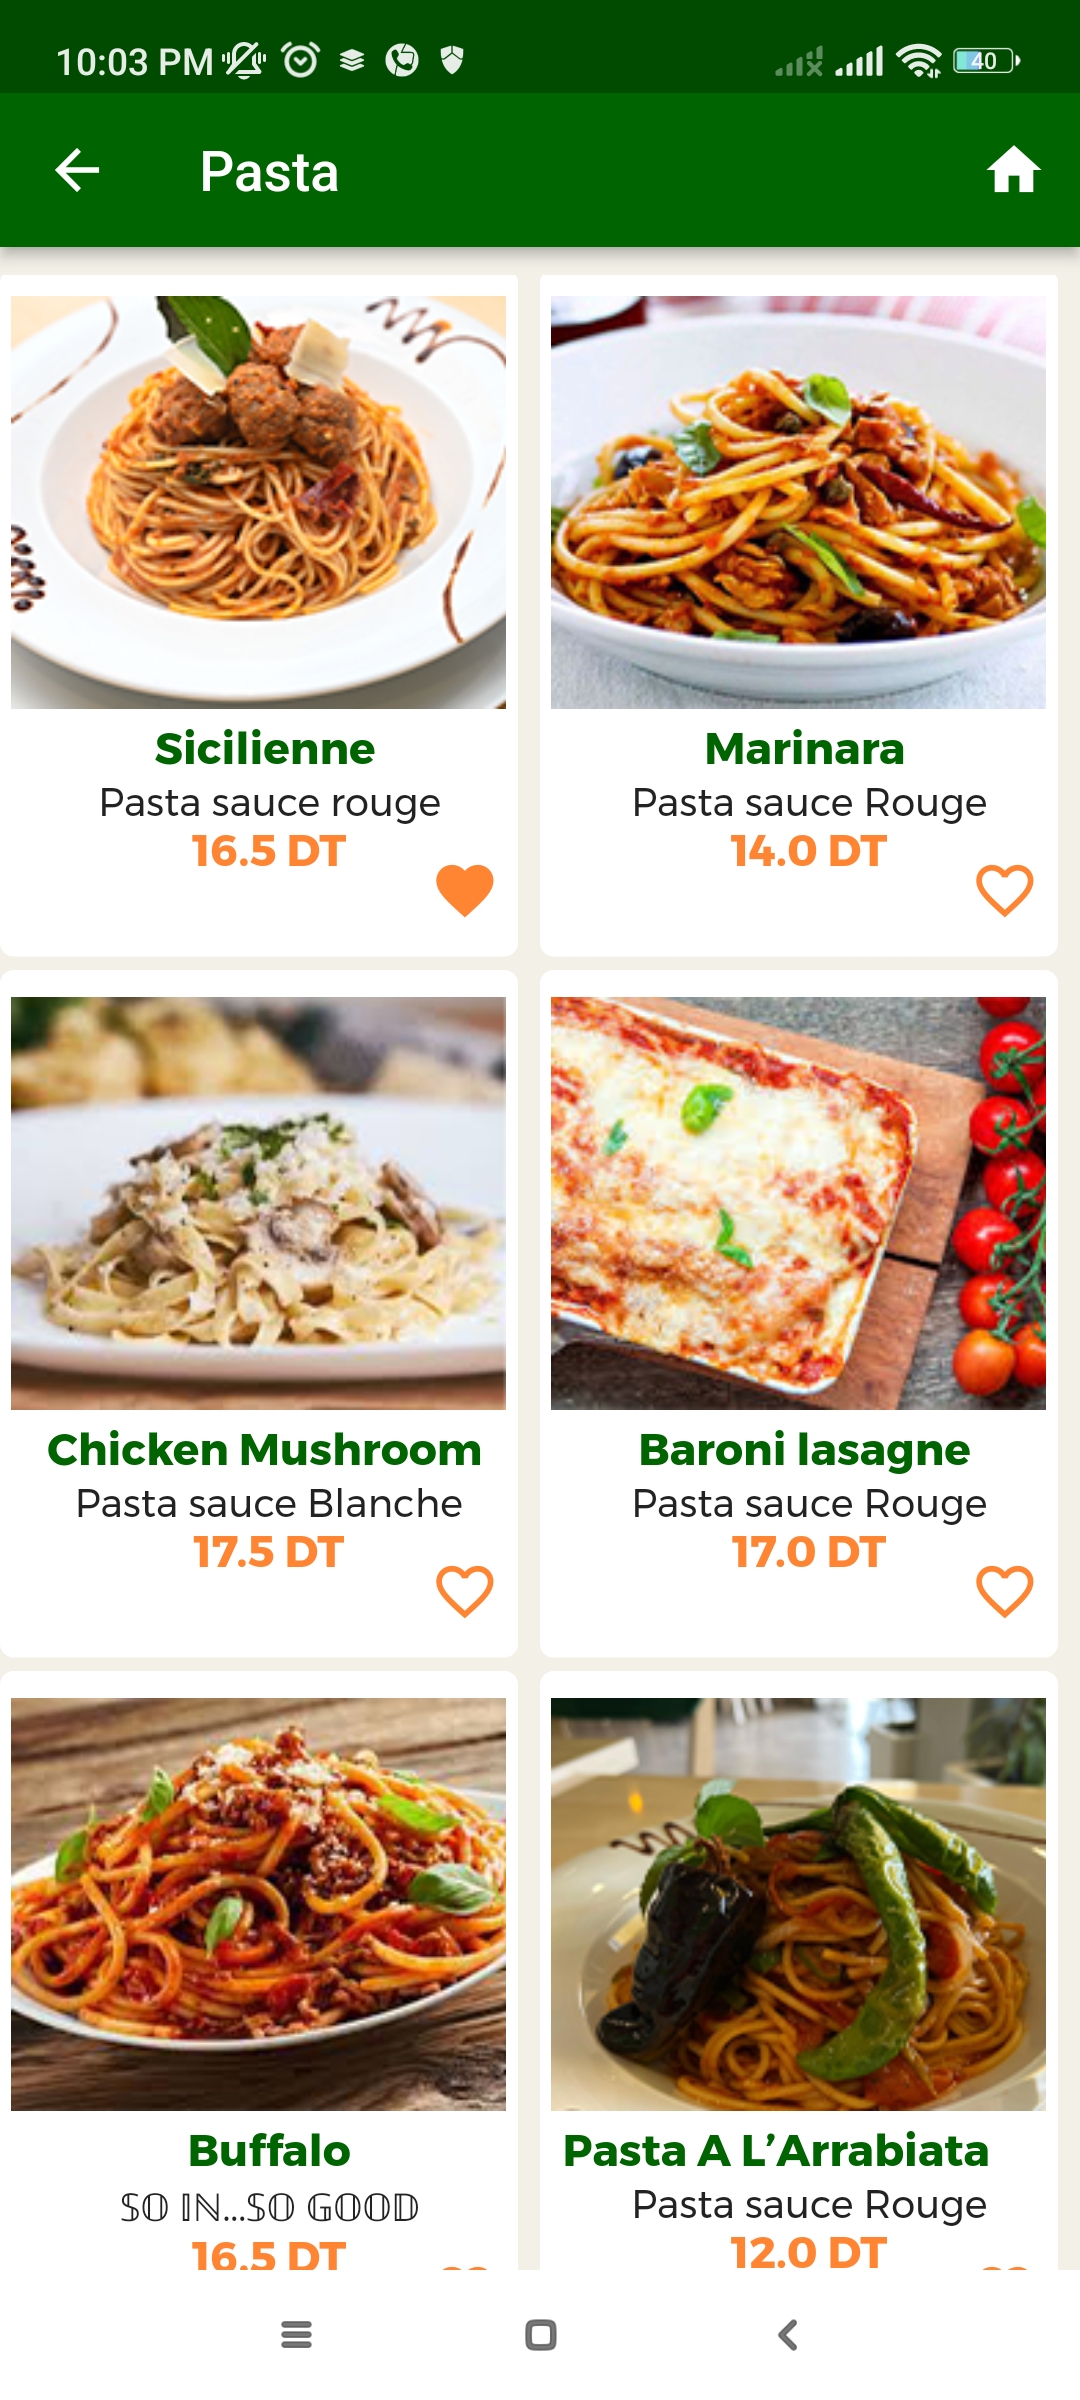 10:03 PM
40
Pasta
Sicilienne
Pasta sauce rouge
16.5 DT
Marinara
Pasta sauce Rouge
14.0 DT
Chicken Mushroom
Pasta sauce Blanche
17.5 DT
Baroni lasagne
Pasta sauce Rouge
17.0 DT
Buffalo
𝕊𝕆 𝕀ℕ...𝕊𝕆 𝔾𝕆𝕆𝔻
16.5 DT
Pasta A L’Arrabiata
Pasta sauce Rouge
12.0 DT